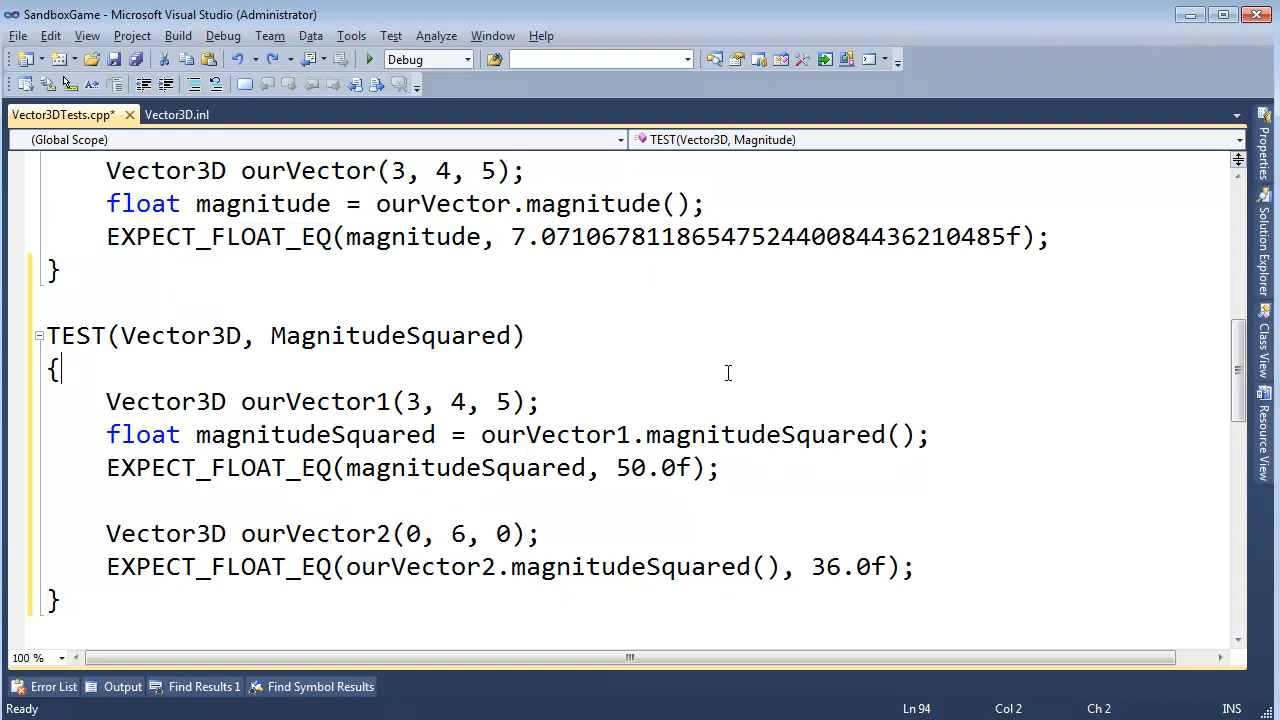 SandboxGame - Microsoft Visual Studio (Administrator)
File Edit View Project Build Debug Team Data Tools Test Analyze Window Help
Debug
Vector3DTests.cpp* Vector3D.inl
(Global Scope) TEST(Vector3D, Magnitude)
Vector3D ourVector(3, 4, 5);
float magnitude = ourVector.magnitude();
EXPECT_FLOAT_EQ(magnitude, 7.0710678118654752440084436210485f);
}
TEST(Vector3D, MagnitudeSquared)
{
Vector3D ourVector1(3, 4, 5);
float magnitudeSquared = ourVector1.magnitudeSquared();
EXPECT_FLOAT_EQ(magnitudeSquared, 50.0f);
Vector3D ourVector2(0, 6, 0);
EXPECT_FLOAT_EQ(ourVector2.magnitudeSquared(), 36.0f);
}
100 %
Properties
Solution Explorer
Class View
Resource View
Error List Output Find Results 1 Find Symbol Results
Ready Ln 94 Col 2 Ch 2 INS